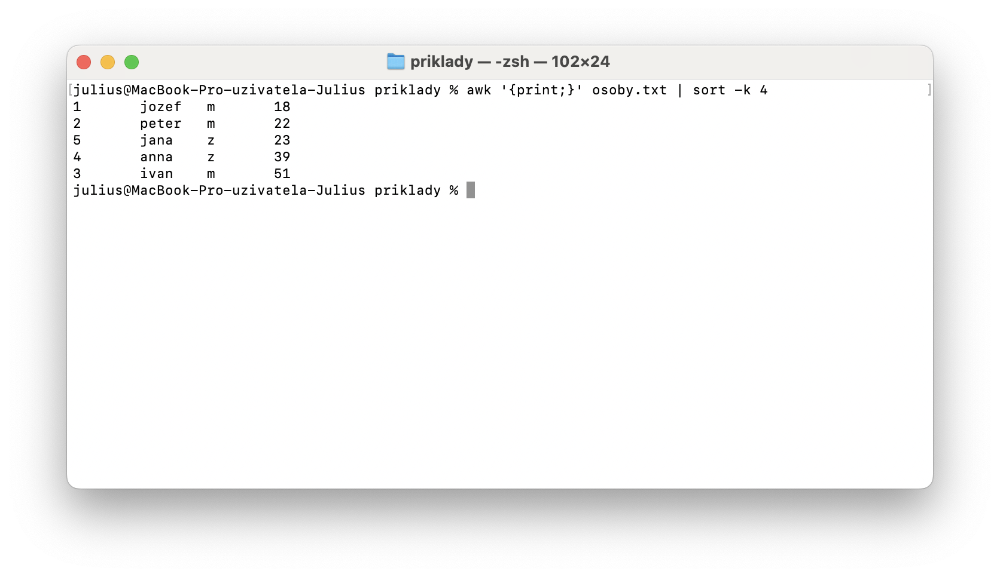 priklady — -zsh — 102×24
julius@MacBook-Pro-uzivatela-Julius priklady % awk '{print;}' osoby.txt | sort -k 4
1 jozef m 18
2 peter m 22
5 jana z 23
4 anna z 39
3 ivan m 51
julius@MacBook-Pro-uzivatela-Julius priklady %